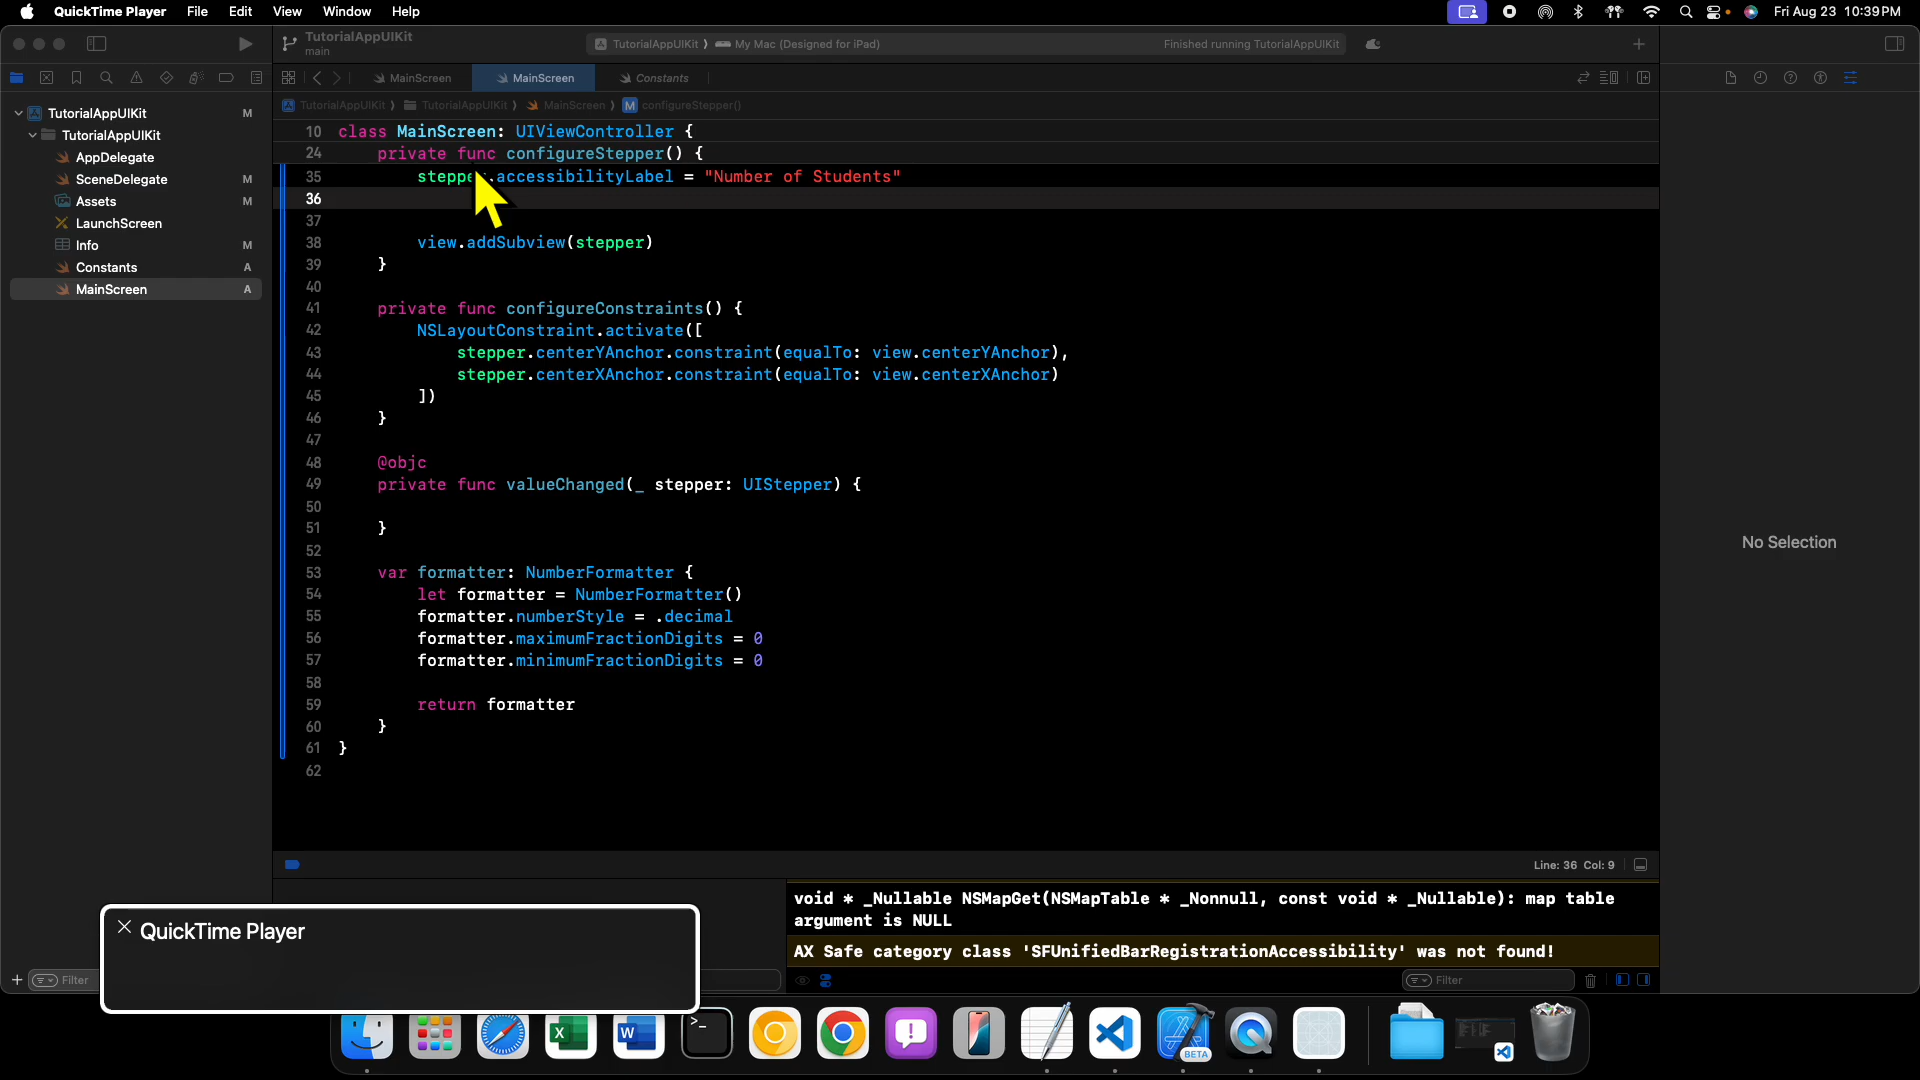 QuickTime Player File Edit View Window Help Fri Aug 23 10:39 PM
TutorialAppUIKit
main
TutorialAppUIKit ⟩ My Mac (Designed for iPad) Finished running TutorialAppUIKit
MainScreen MainScreen Constants
TutorialAppUIKit ⟩ TutorialAppUIKit ⟩ MainScreen ⟩ M configureStepper()
TutorialAppUIKit M
TutorialAppUIKit
AppDelegate
SceneDelegate M
Assets M
LaunchScreen
Info M
Constants A
MainScreen A
10 class MainScreen: UIViewController {
24 private func configureStepper() {
35 stepper.accessibilityLabel = "Number of Students"
36
37
38 view.addSubview(stepper)
39 }
40
41 private func configureConstraints() {
42 NSLayoutConstraint.activate([
43 stepper.centerYAnchor.constraint(equalTo: view.centerYAnchor),
44 stepper.centerXAnchor.constraint(equalTo: view.centerXAnchor)
45 ])
46 }
47
48 @objc
49 private func valueChanged(_ stepper: UIStepper) {
50
51 }
52
53 var formatter: NumberFormatter {
54 let formatter = NumberFormatter()
55 formatter.numberStyle = .decimal
56 formatter.maximumFractionDigits = 0
57 formatter.minimumFractionDigits = 0
58
59 return formatter
60 }
61 }
62
No Selection
Line: 36 Col: 9
void * _Nullable NSMapGet(NSMapTable * _Nonnull, const void * _Nullable): map table
argument is NULL
AX Safe category class 'SFUnifiedBarRegistrationAccessibility' was not found!
QuickTime Player
Filter
Filter
BETA